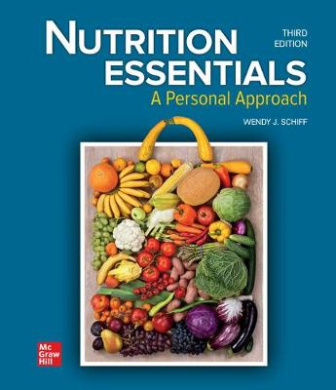 NUTRITION
THIRD
EDITION
ESSENTIALS
A Personal Approach
WENDY J. SCHIFF
Mc
Graw
Hill